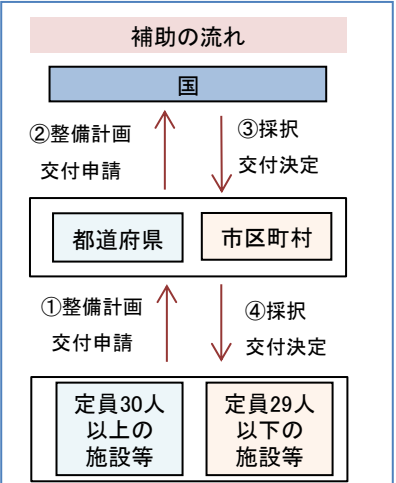 補助の流れ
国
②整備計画
交付申請
③採択
交付決定
都道府県
市区町村
①整備計画
交付申請
④採択
交付決定
定員30人
以上の
施設等
定員29人
以下の
施設等